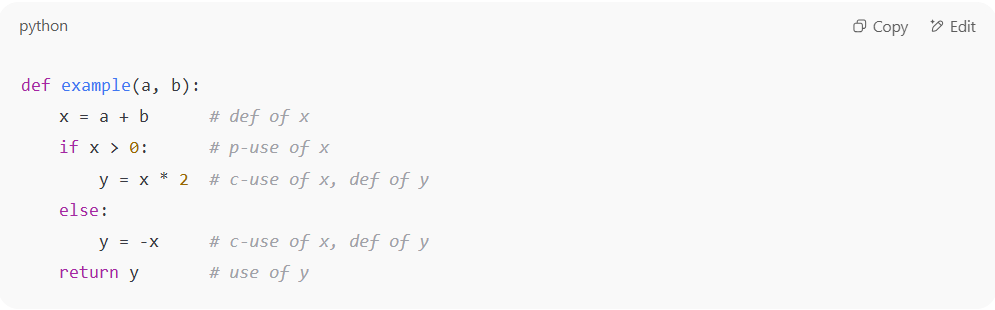 python
Copy Edit
def example(a, b):
    x = a + b      # def of x
    if x > 0:      # p-use of x
        y = x * 2  # c-use of x, def of y
    else:
        y = -x     # c-use of x, def of y
    return y       # use of y